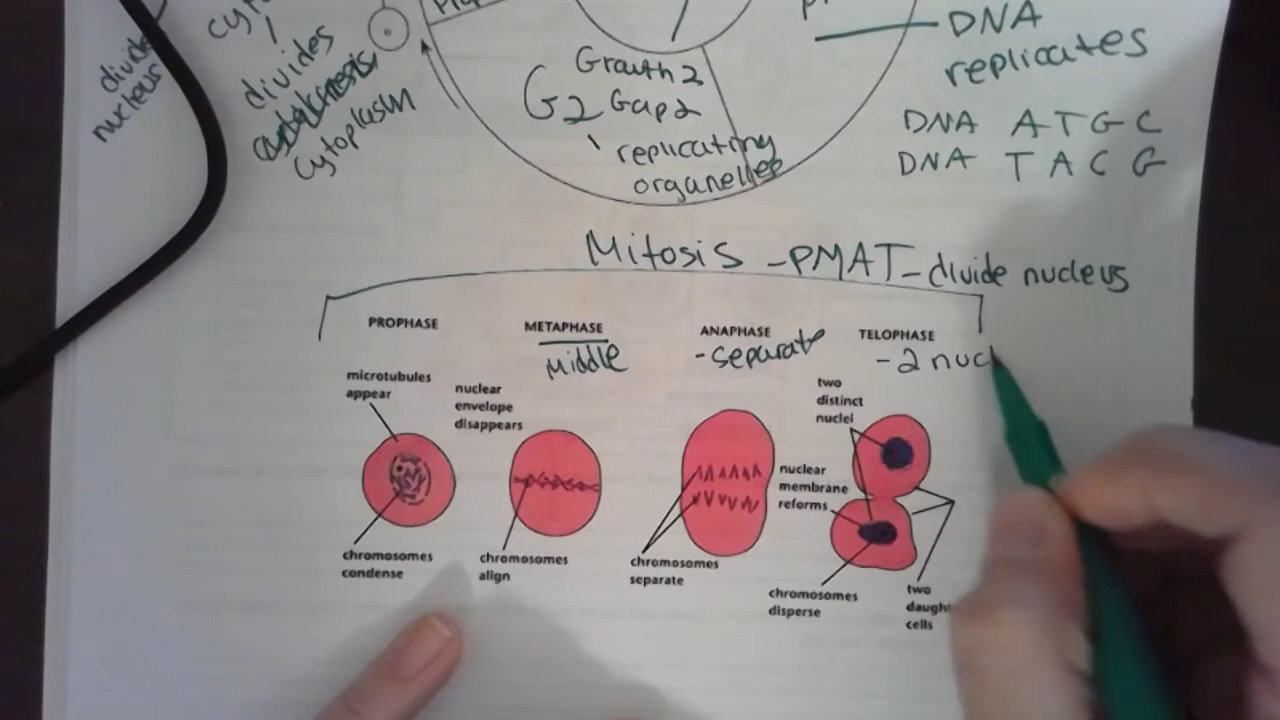 divide
nucleus
divides
cytoplasm
Growth 2
G2 Gap 2
replicating
organelles
DNA
replicates
DNA A T G C
DNA T A C G
Mitosis - PMAT - divide nucleus
PROPHASE
METAPHASE
ANAPHASE
TELOPHASE
Middle
- separate
- 2 nuc
microtubules
appear
nuclear
envelope
disappears
two
distinct
nuclei
nuclear
membrane
reforms
chromosomes
condense
chromosomes
align
chromosomes
separate
chromosomes
disperse
two
daught
cells